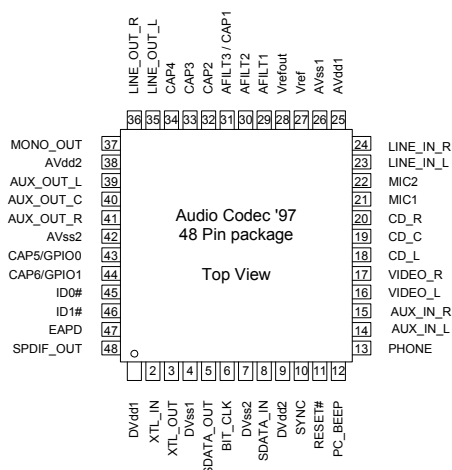 LINE_OUT_R
LINE_OUT_L
CAP4
CAP3
CAP2
AFILT3 / CAP1
AFILT2
AFILT1
Vrefout
Vref
AVss1
AVdd1
36 35 34 33 32 31 30 29 28 27 26 25
MONO_OUT 37
AVdd2 38
AUX_OUT_L 39
AUX_OUT_C 40
AUX_OUT_R 41
AVss2 42
CAP5/GPIO0 43
CAP6/GPIO1 44
ID0# 45
ID1# 46
EAPD 47
SPDIF_OUT 48
Audio Codec '97
48 Pin package
Top View
24 LINE_IN_R
23 LINE_IN_L
22 MIC2
21 MIC1
20 CD_R
19 CD_C
18 CD_L
17 VIDEO_R
16 VIDEO_L
15 AUX_IN_R
14 AUX_IN_L
13 PHONE
2 3 4 5 6 7 8 9 10 11 12
DVdd1
XTL_IN
XTL_OUT
DVss1
SDATA_OUT
BIT_CLK
DVss2
SDATA_IN
DVdd2
SYNC
RESET#
PC_BEEP